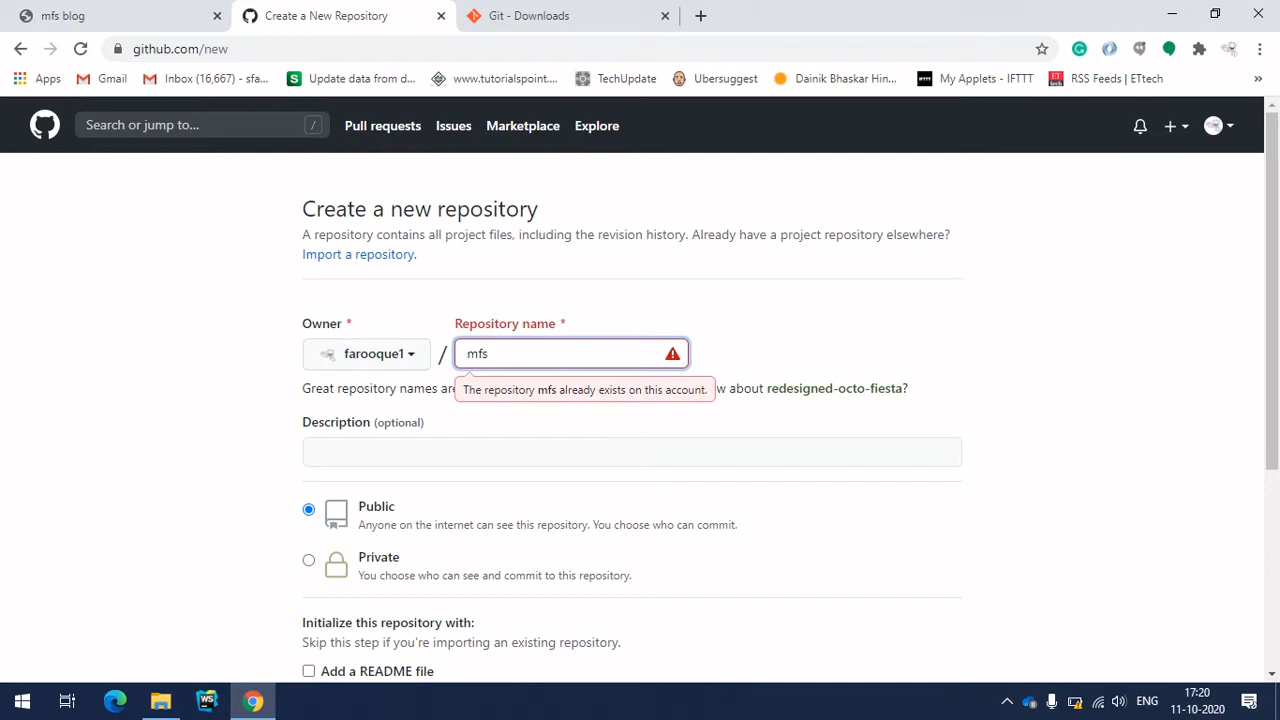 mfs blog
Create a New Repository
Git - Downloads
github.com/new
Apps
Gmail
Inbox (16,667) - sfa...
Update data from d...
www.tutorialspoint...
TechUpdate
Ubersuggest
Dainik Bhaskar Hin...
My Applets - IFTTT
ET tech
RSS Feeds | ETtech
»
Search or jump to...
/
Pull requests
Issues
Marketplace
Explore
Create a new repository
A repository contains all project files, including the revision history. Already have a project repository elsewhere?
Import a repository.
Owner *
Repository name *
farooque1
/
mfs
Great repository names are
The repository mfs already exists on this account.
w about redesigned-octo-fiesta?
Description (optional)
Public
Anyone on the internet can see this repository. You choose who can commit.
Private
You choose who can see and commit to this repository.
Initialize this repository with:
Skip this step if you're importing an existing repository.
Add a README file
WS
ENG
17:20
11-10-2020